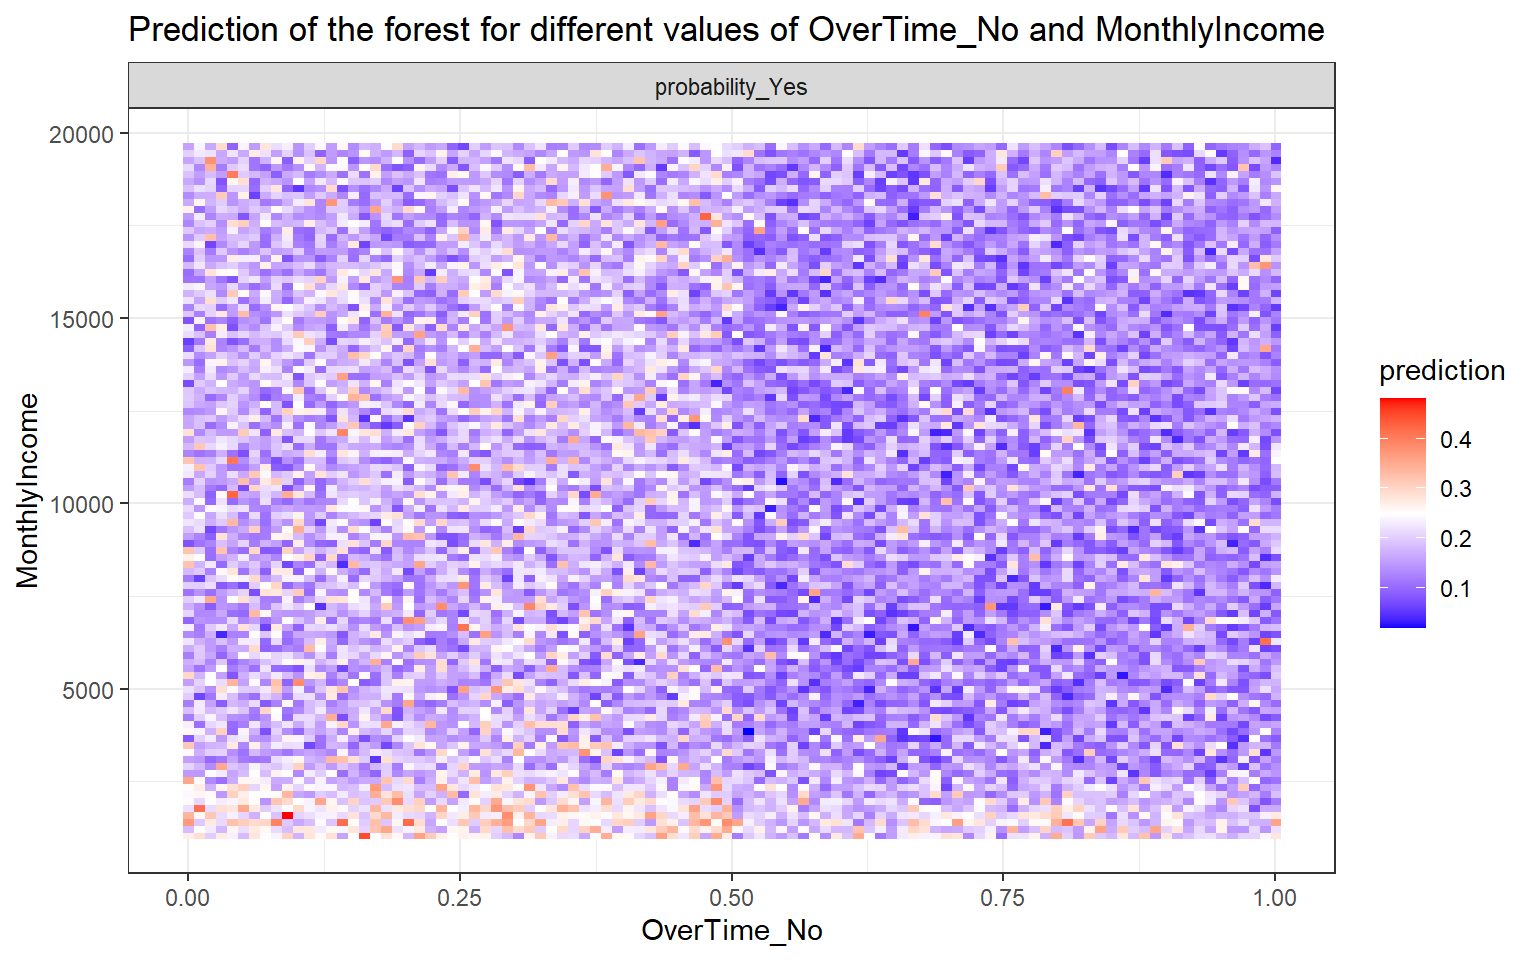 Prediction of the forest for different values of OverTime_No and MonthlyIncome
probability_Yes
20000
15000
10000
5000
MonthlyIncome
0.00
0.25
0.50
0.75
1.00
OverTime_No
prediction
0.4
0.3
0.2
0.1